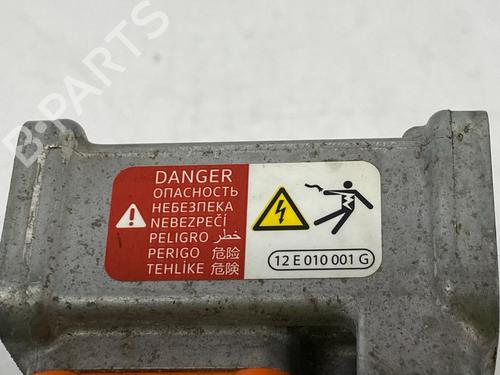 B-PARTS
DANGER
ОПАСНОСТЬ
НЕБЕЗПЕКА
NEBEZPEČÍ
PELIGRO خطر
PERIGO 危险
TEHLİKE 危険
12 E 010 001 G